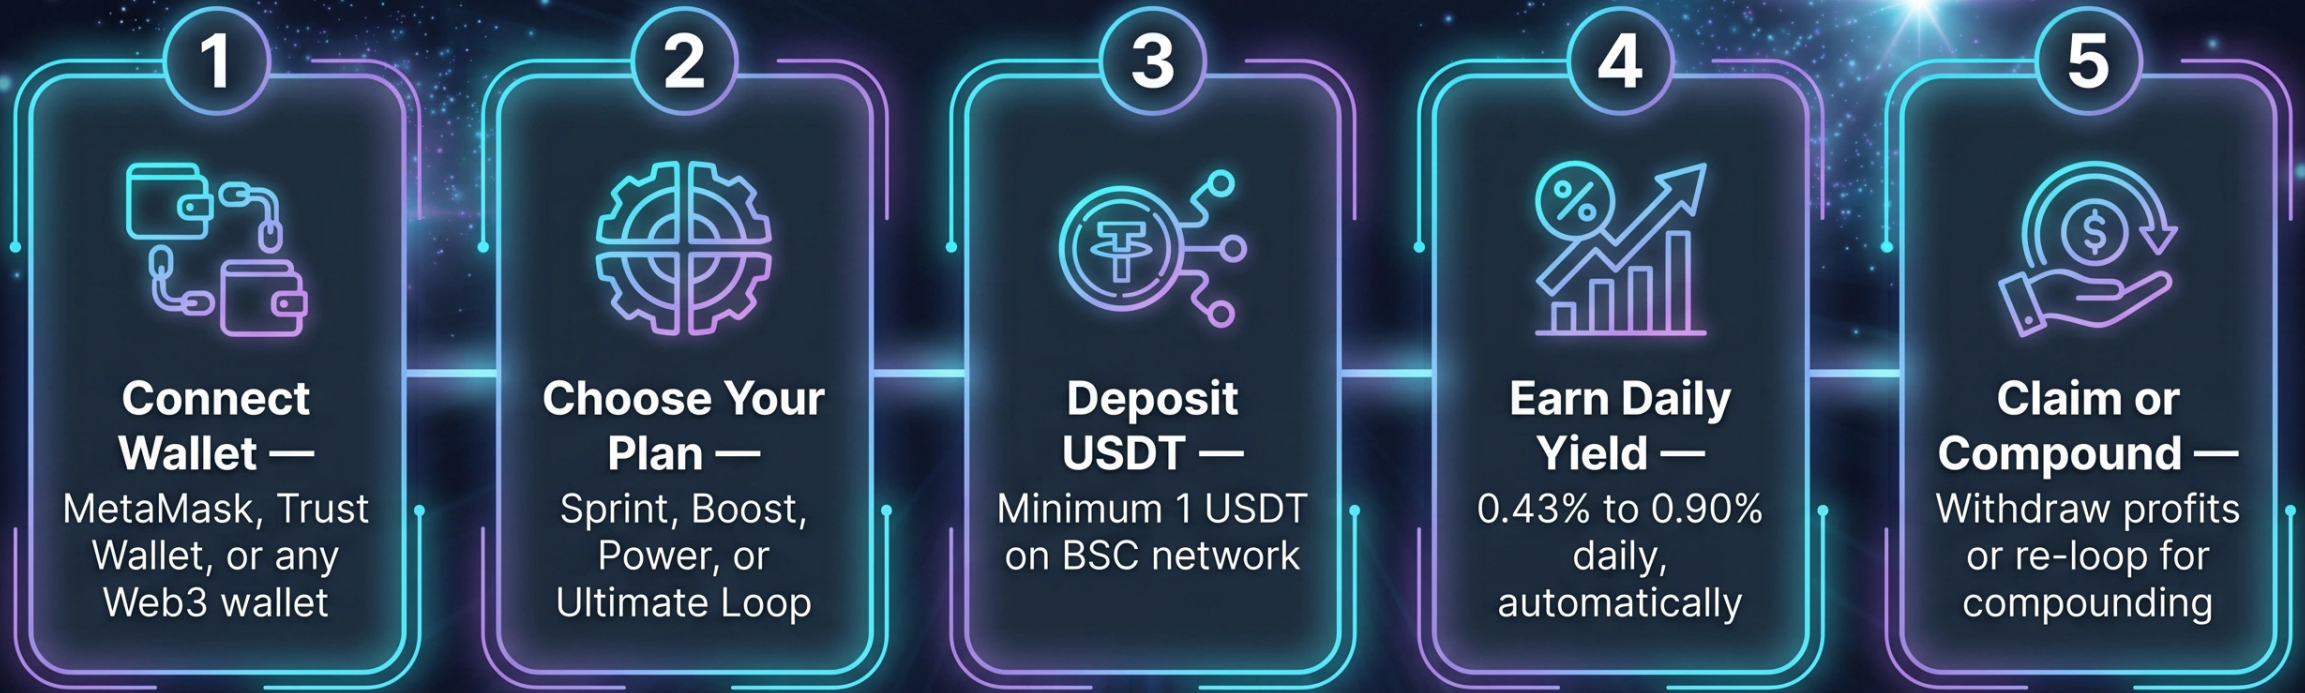 1
Connect
Wallet —
MetaMask, Trust
Wallet, or any
Web3 wallet
2
Choose Your
Plan —
Sprint, Boost,
Power, or
Ultimate Loop
3
Deposit
USDT —
Minimum 1 USDT
on BSC network
4
%
Earn Daily
Yield —
0.43% to 0.90%
daily,
automatically
5
$
Claim or
Compound —
Withdraw profits
or re-loop for
compounding